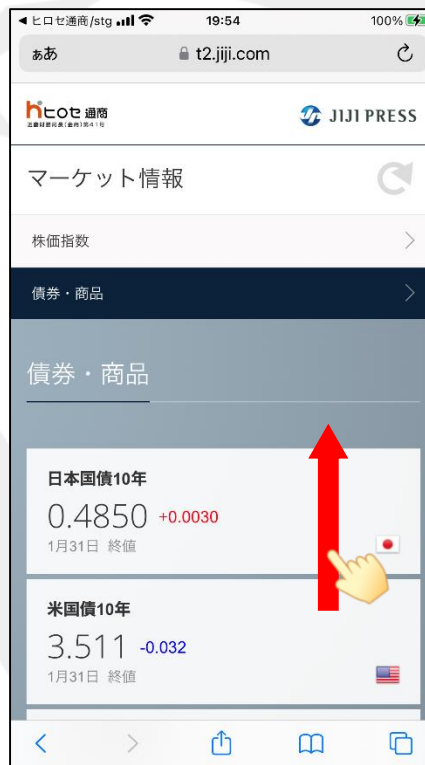 ◀ヒロセ通商/stg 19:54 100%
ぁあ t2.jiji.com
ヒロセ通商 JIJI PRESS
マーケット情報
株価指数
債券・商品
債券・商品
日本国債10年
0.4850 +0.0030
1月31日 終値
米国債10年
3.511 -0.032
1月31日 終値